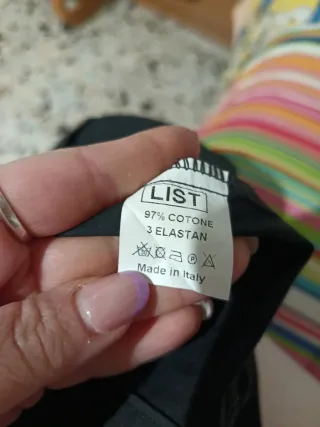 LIST
97% COTONE
3 ELASTAN
Made in Italy